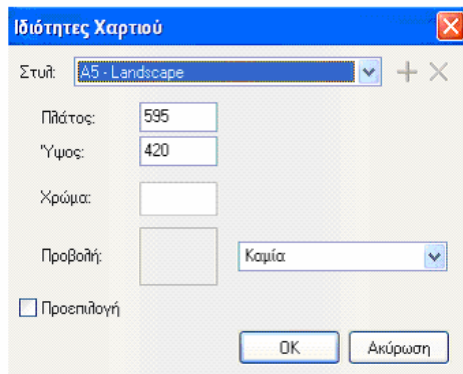 Ιδιότητες Χαρτιού
Στυλ: A5 - Landscape
Πλάτος: 595
Ύψος: 420
Χρώμα:
Προβολή: Καμία
Προεπιλογή
OK Ακύρωση